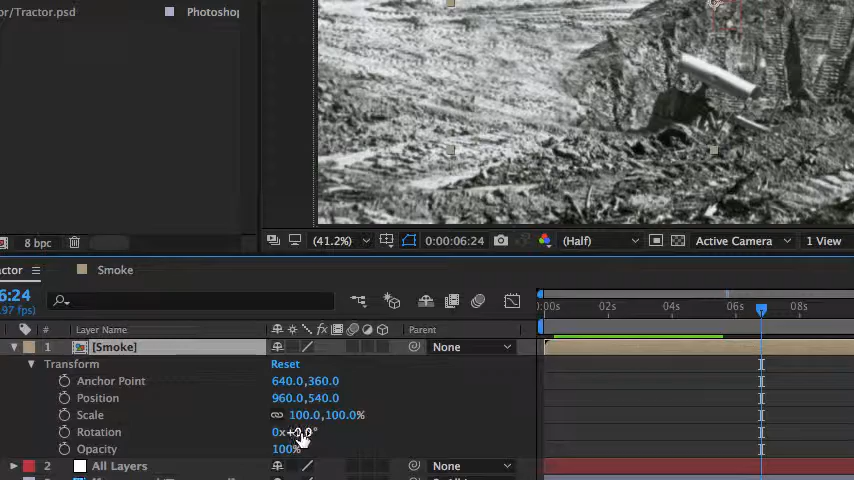 or/Tractor.psd
Photoshop
8 bpc
(41.2%)
0:00:06:24
(Half)
Active Camera
1 View
actor
Smoke
6:24
.97 fps)
:00s
02s
04s
06s
08s
#
Layer Name
fx
Parent
1
[Smoke]
None
Transform
Reset
Anchor Point
640.0,360.0
Position
960.0,540.0
Scale
100.0,100.0%
Rotation
0x+0.0°
Opacity
100%
2
All Layers
None